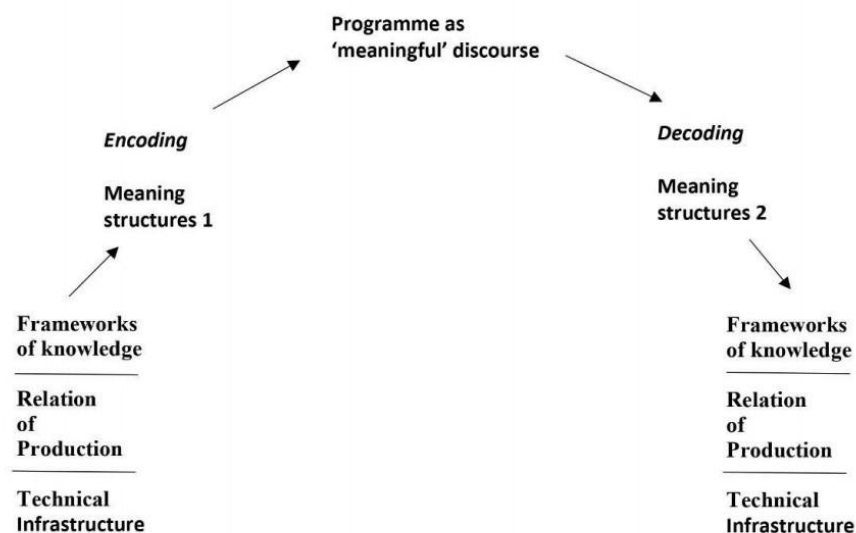 Programme as
‘meaningful’ discourse
Encoding
Meaning
structures 1
Frameworks
of knowledge
Relation
of
Production
Technical
Infrastructure
Decoding
Meaning
structures 2
Frameworks
of knowledge
Relation
of
Production
Technical
Infrastructure